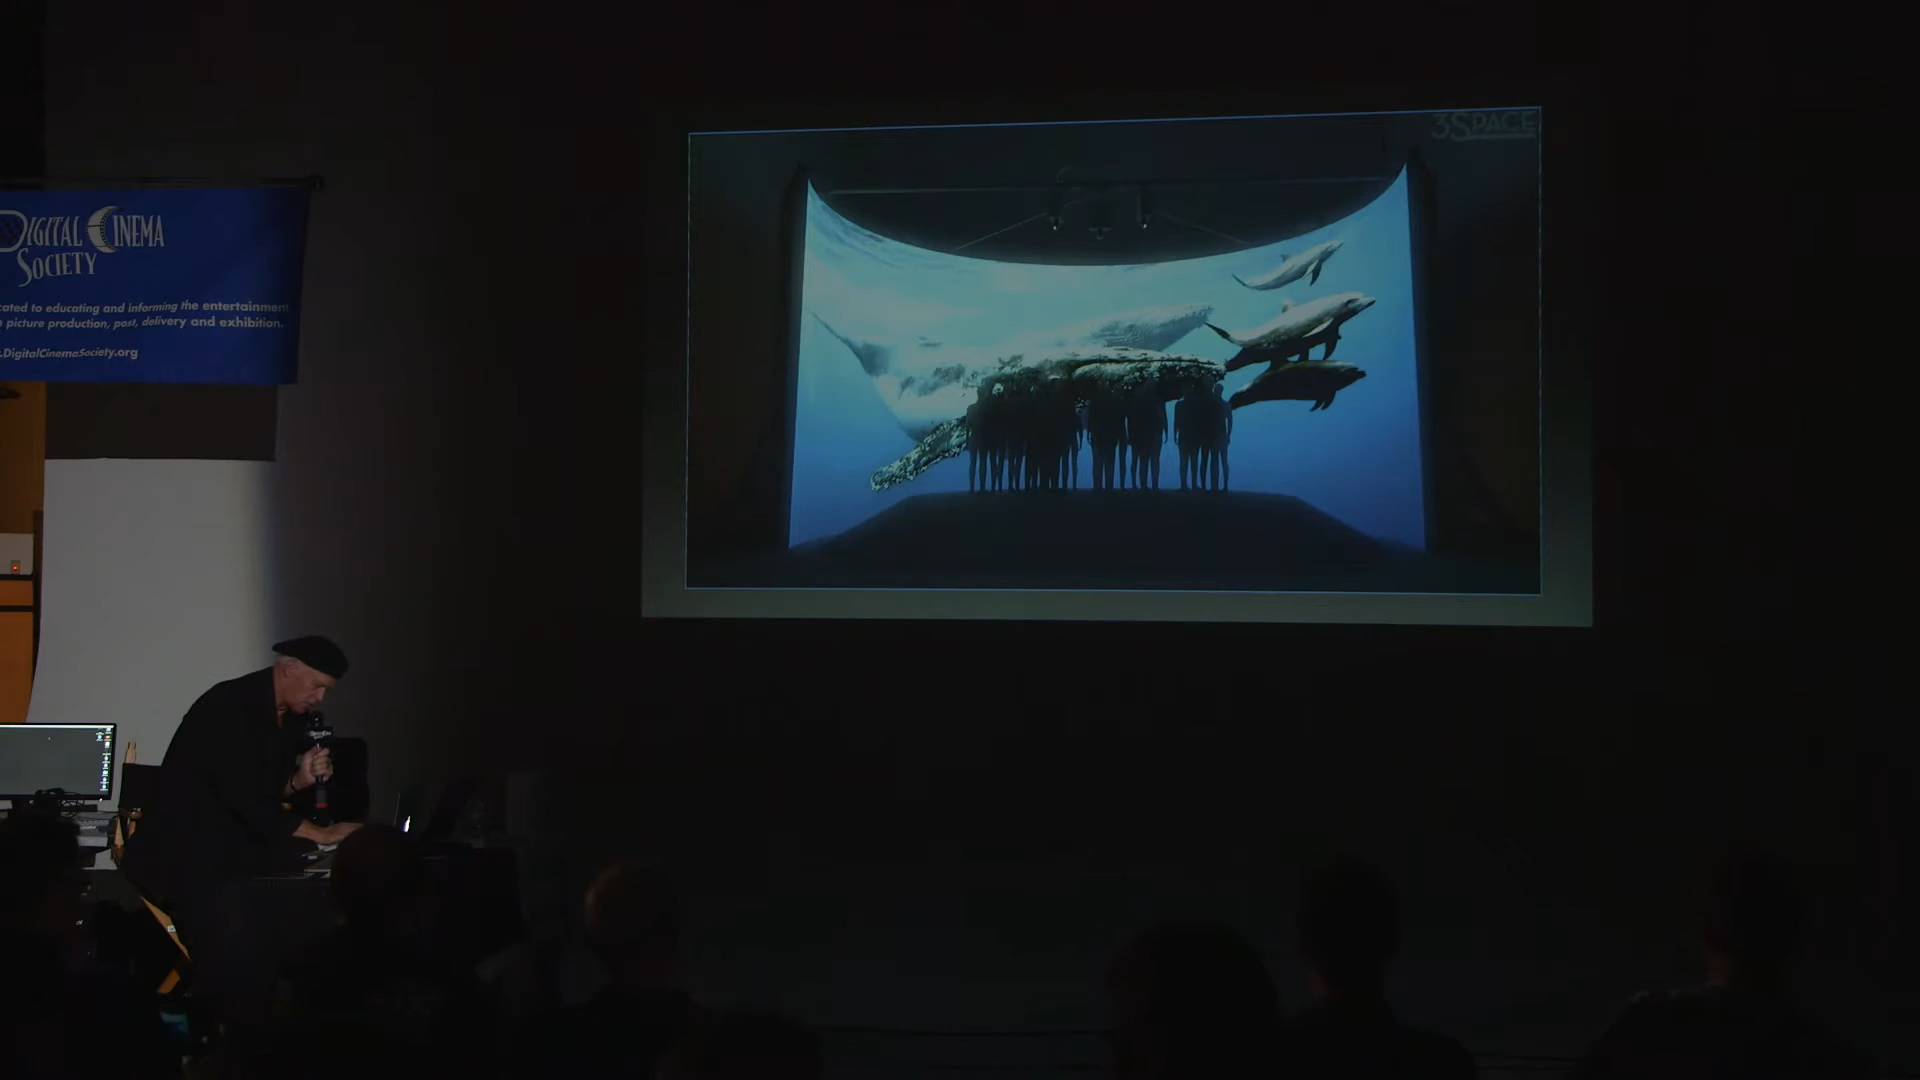 DIGITAL CINEMA
SOCIETY
cated to educating and informing the entertainment
picture production, post, delivery and exhibition.
.DigitalCinemaSociety.org
3SPACE